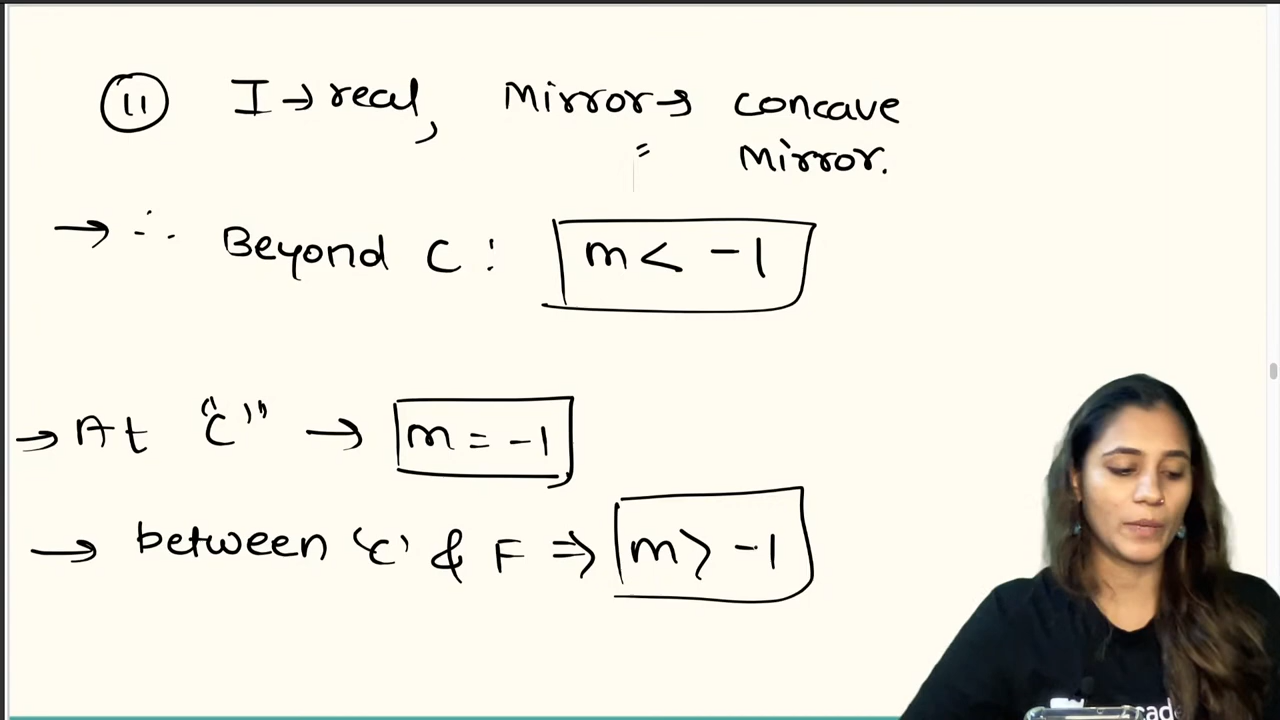 (11) I → real, Mirror → concave
Mirror.
→ ∴ Beyond C : m < -1
→ At "C" → m = -1
→ between 'C' & F ⇒ m > -1